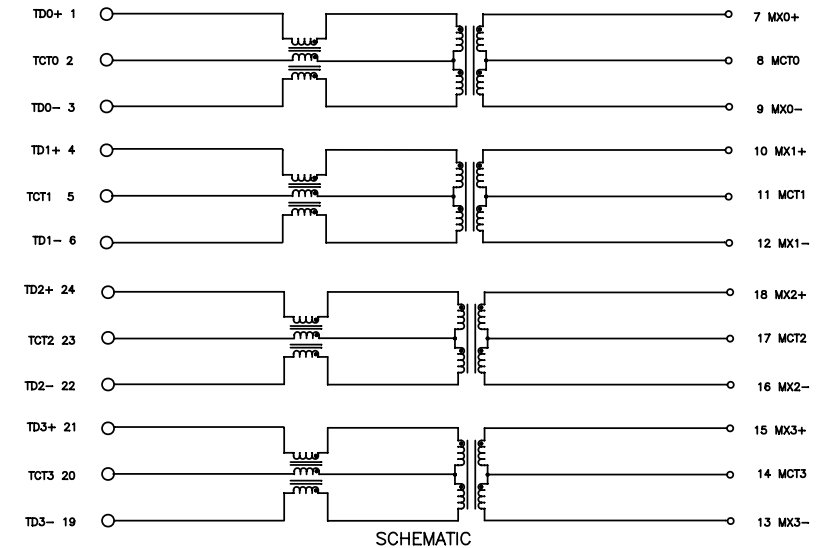 TD0+ 1
7 MX0+
TCT0 2
8 MCT0
TD0- 3
9 MX0-
TD1+ 4
10 MX1+
TCT1 5
11 MCT1
TD1- 6
12 MX1-
TD2+ 24
18 MX2+
TCT2 23
17 MCT2
TD2- 22
16 MX2-
TD3+ 21
15 MX3+
TCT3 20
14 MCT3
TD3- 19
13 MX3-
SCHEMATIC